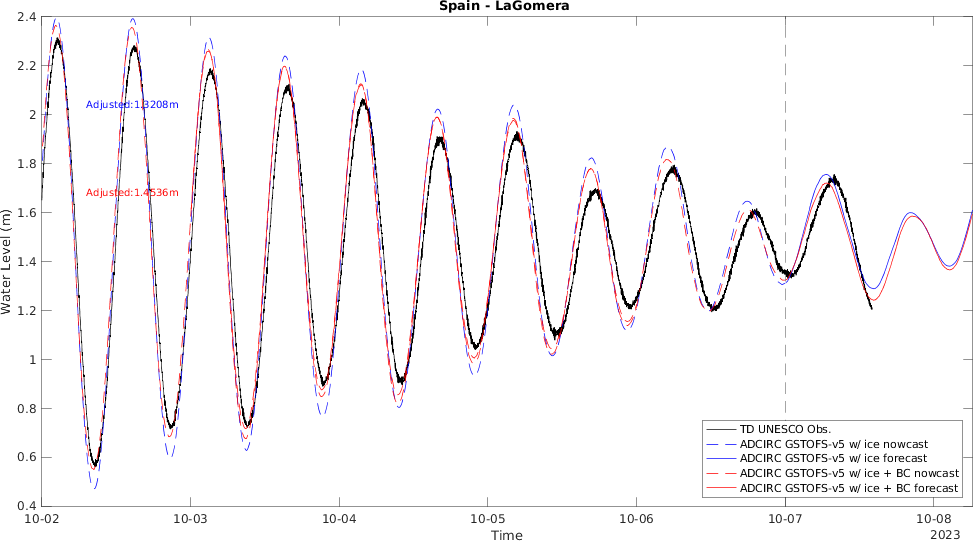 Spain - LaGomera
2.4
2.2
2
1.8
1.6
1.4
1.2
1
0.8
0.6
0.4
Water Level (m)
Adjusted:1.3208m
Adjusted:1.4536m
TD UNESCO Obs.
ADCIRC GSTOFS-v5 w/ ice nowcast
ADCIRC GSTOFS-v5 w/ ice forecast
ADCIRC GSTOFS-v5 w/ ice + BC nowcast
ADCIRC GSTOFS-v5 w/ ice + BC forecast
10-02 10-03 10-04 10-05 10-06 10-07 10-08
Time
2023